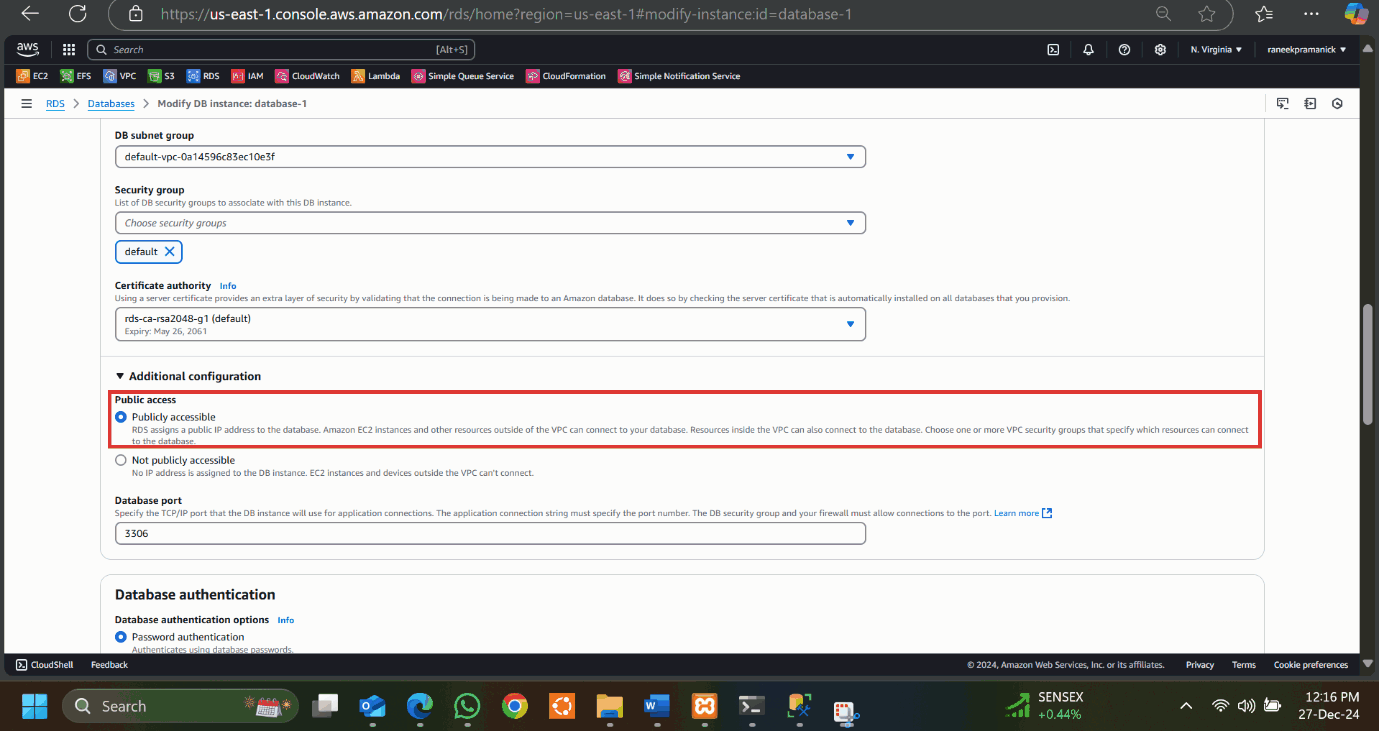 https://us-east-1.console.aws.amazon.com/rds/home?region=us-east-1#modify-instance:id=database-1
aws
Search [Alt+S]
N. Virginia ▼
raneekpramanick ▼
EC2 EFS VPC S3 RDS IAM CloudWatch Lambda Simple Queue Service CloudFormation Simple Notification Service
RDS > Databases > Modify DB instance: database-1
DB subnet group
default-vpc-0a14596c83ec10e3f
Security group
List of DB security groups to associate with this DB instance.
Choose security groups
default
Certificate authority Info
Using a server certificate provides an extra layer of security by validating that the connection is being made to an Amazon database. It does so by checking the server certificate that is automatically installed on all databases that you provision.
rds-ca-rsa2048-g1 (default)
Expiry: May 26, 2061
▼ Additional configuration
Public access
Publicly accessible
RDS assigns a public IP address to the database. Amazon EC2 instances and other resources outside of the VPC can connect to your database. Resources inside the VPC can also connect to the database. Choose one or more VPC security groups that specify which resources can connect
to the database.
Not publicly accessible
No IP address is assigned to the DB instance. EC2 instances and devices outside the VPC can't connect.
Database port
Specify the TCP/IP port that the DB instance will use for application connections. The application connection string must specify the port number. The DB security group and your firewall must allow connections to the port. Learn more
3306
Database authentication
Database authentication options Info
Password authentication
Authenticates using database passwords.
CloudShell Feedback
© 2024, Amazon Web Services, Inc. or its affiliates. Privacy Terms Cookie preferences
Search
SENSEX
+0.44%
12:16 PM
27-Dec-24